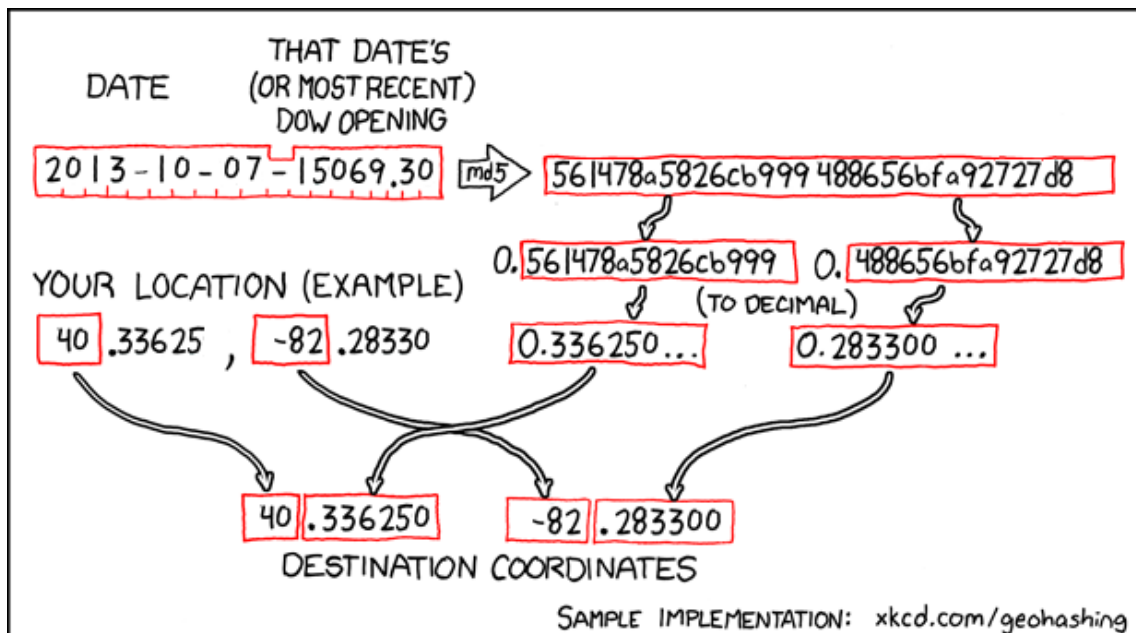 DATE
THAT DATE'S
(OR MOST RECENT)
DOW OPENING
2013-10-07-15069.30
md5
561478a5826cb999488656bfa92727d8
0.561478a5826cb999
0.488656bfa92727d8
(TO DECIMAL)
YOUR LOCATION (EXAMPLE)
40.33625, -82.28330
0.336250...
0.283300...
40.336250
-82.283300
DESTINATION COORDINATES
SAMPLE IMPLEMENTATION: xkcd.com/geohashing